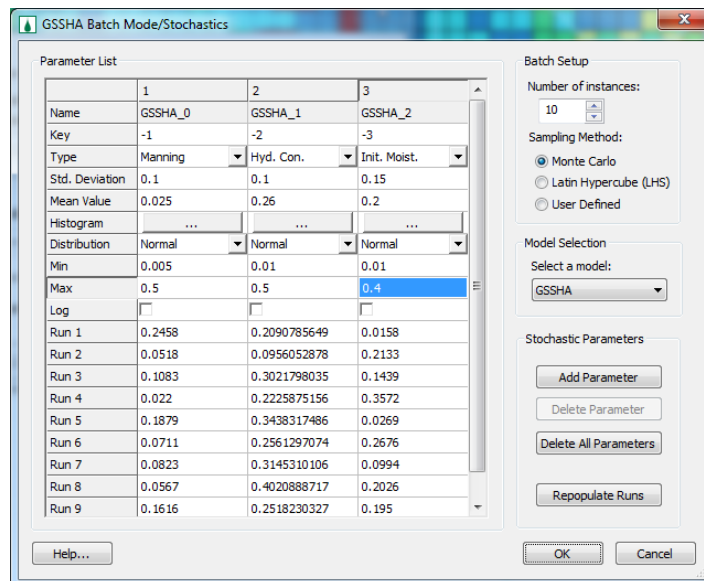 GSSHA Batch Mode/Stochastics
Parameter List
1 2 3
Name GSSHA_0 GSSHA_1 GSSHA_2
Key -1 -2 -3
Type Manning Hyd. Con. Init. Moist.
Std. Deviation 0.1 0.1 0.15
Mean Value 0.025 0.26 0.2
Histogram ... ... ...
Distribution Normal Normal Normal
Min 0.005 0.01 0.01
Max 0.5 0.5 0.4
Log
Run 1 0.2458 0.2090785649 0.0158
Run 2 0.0518 0.0956052878 0.2133
Run 3 0.1083 0.3021798035 0.1439
Run 4 0.022 0.2225875156 0.3572
Run 5 0.1879 0.3438317486 0.0269
Run 6 0.0711 0.2561297074 0.2676
Run 7 0.0823 0.3145310106 0.0994
Run 8 0.0567 0.4020888717 0.2026
Run 9 0.1616 0.2518230327 0.195
Batch Setup
Number of instances:
10
Sampling Method:
Monte Carlo
Latin Hypercube (LHS)
User Defined
Model Selection
Select a model:
GSSHA
Stochastic Parameters
Add Parameter
Delete Parameter
Delete All Parameters
Repopulate Runs
Help...
OK
Cancel